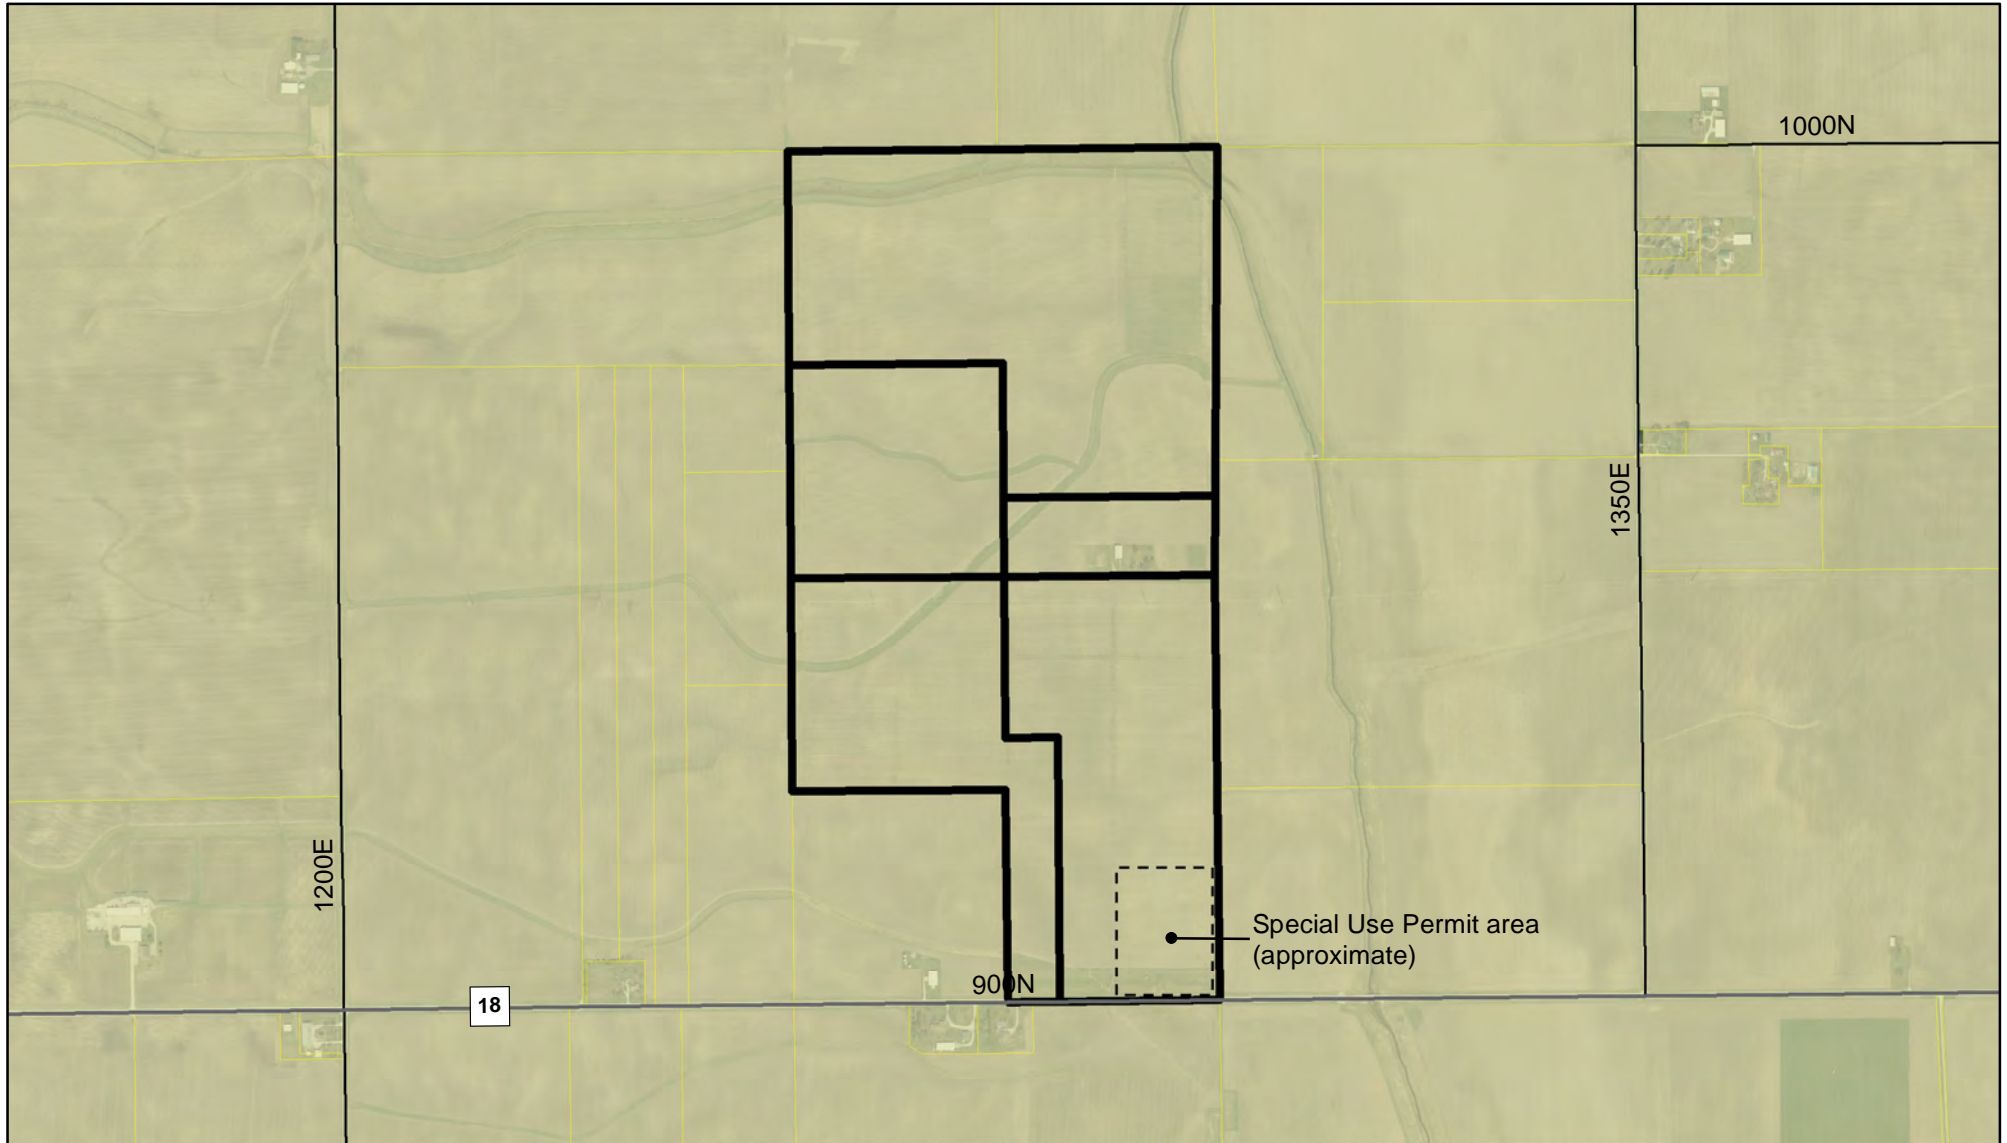 1000N
1350E
1200E
Special Use Permit area
(approximate)
900N
18